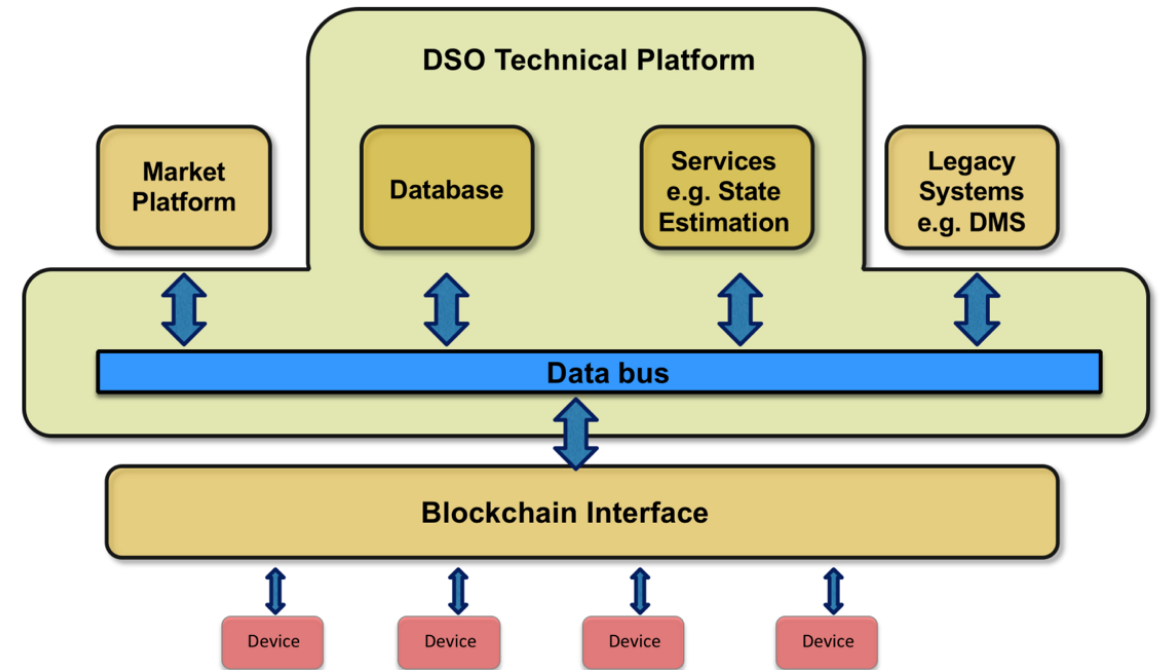 DSO Technical Platform
Market
Platform
Database
Services
e.g. State
Estimation
Legacy
Systems
e.g. DMS
Data bus
Blockchain Interface
Device
Device
Device
Device